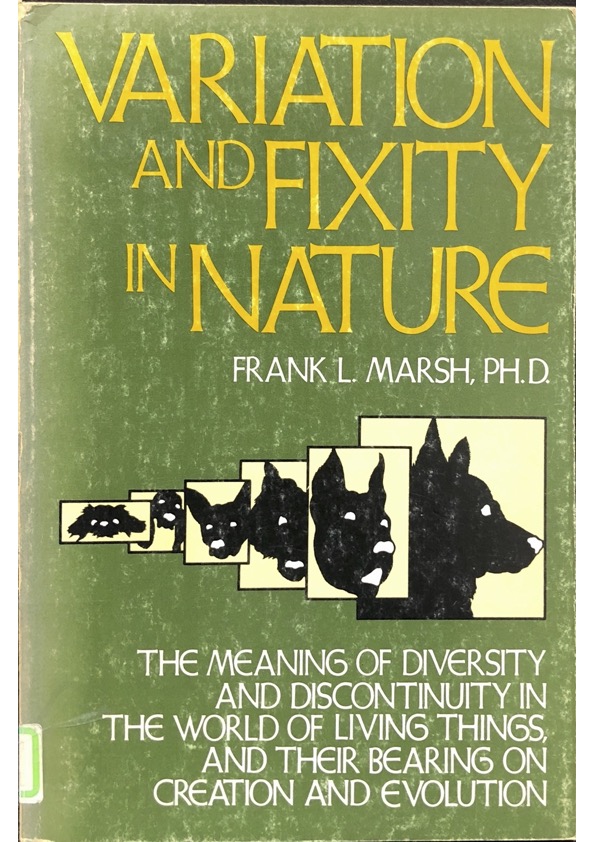 VARIATION
AND FIXITY
IN NATURE
FRANK L. MARSH, PH.D.
THE MEANING OF DIVERSITY
AND DISCONTINUITY IN
THE WORLD OF LIVING THINGS,
AND THEIR BEARING ON
CREATION AND EVOLUTION